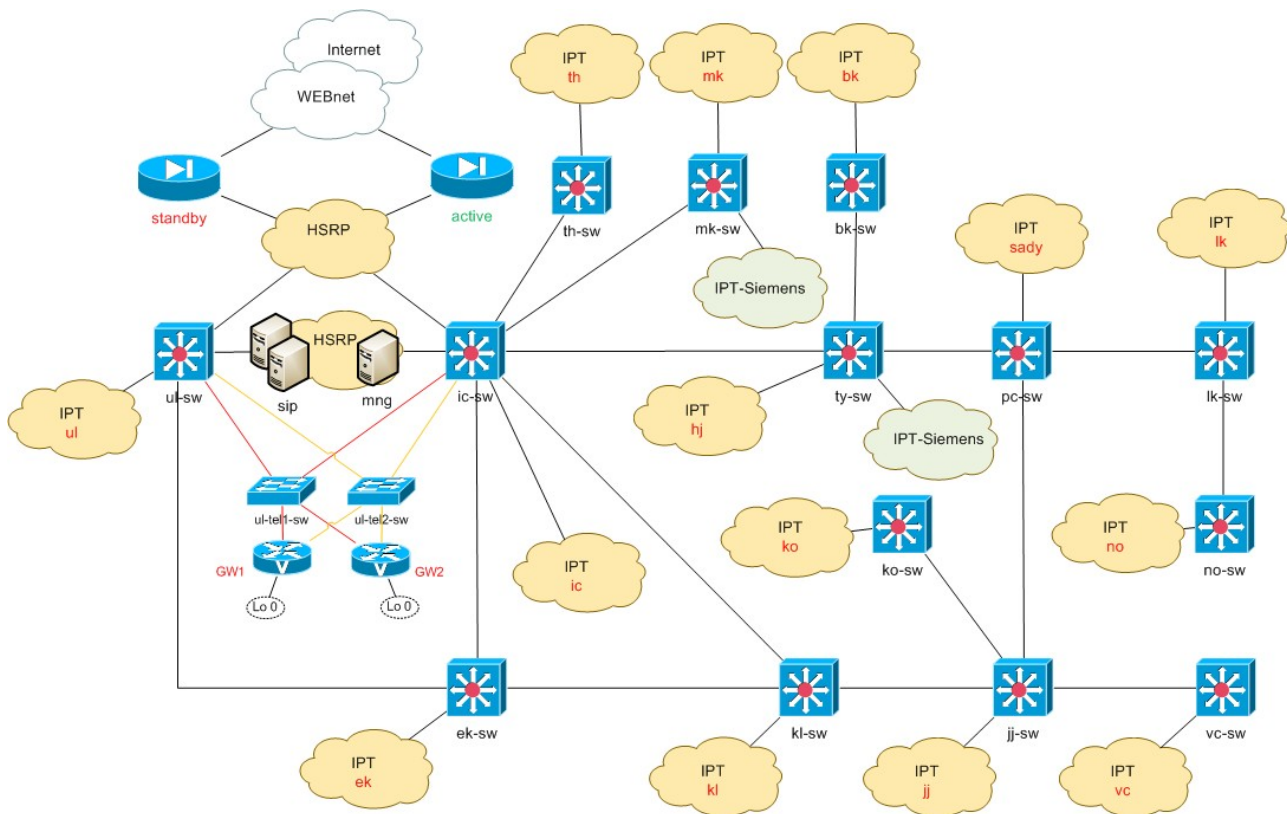 Internet
WEBnet
IPT
th
IPT
mk
IPT
bk
standby
active
HSRP
th-sw
mk-sw
bk-sw
IPT
sady
IPT
lk
IPT-Siemens
HSRP
ul-sw
sip
mng
ic-sw
ty-sw
pc-sw
lk-sw
IPT
ul
IPT
hj
IPT-Siemens
ul-tel1-sw
ul-tel2-sw
GW1
GW2
Lo 0
Lo 0
IPT
ic
IPT
ko
ko-sw
IPT
no
no-sw
ek-sw
kl-sw
jj-sw
vc-sw
IPT
ek
IPT
kl
IPT
jj
IPT
vc